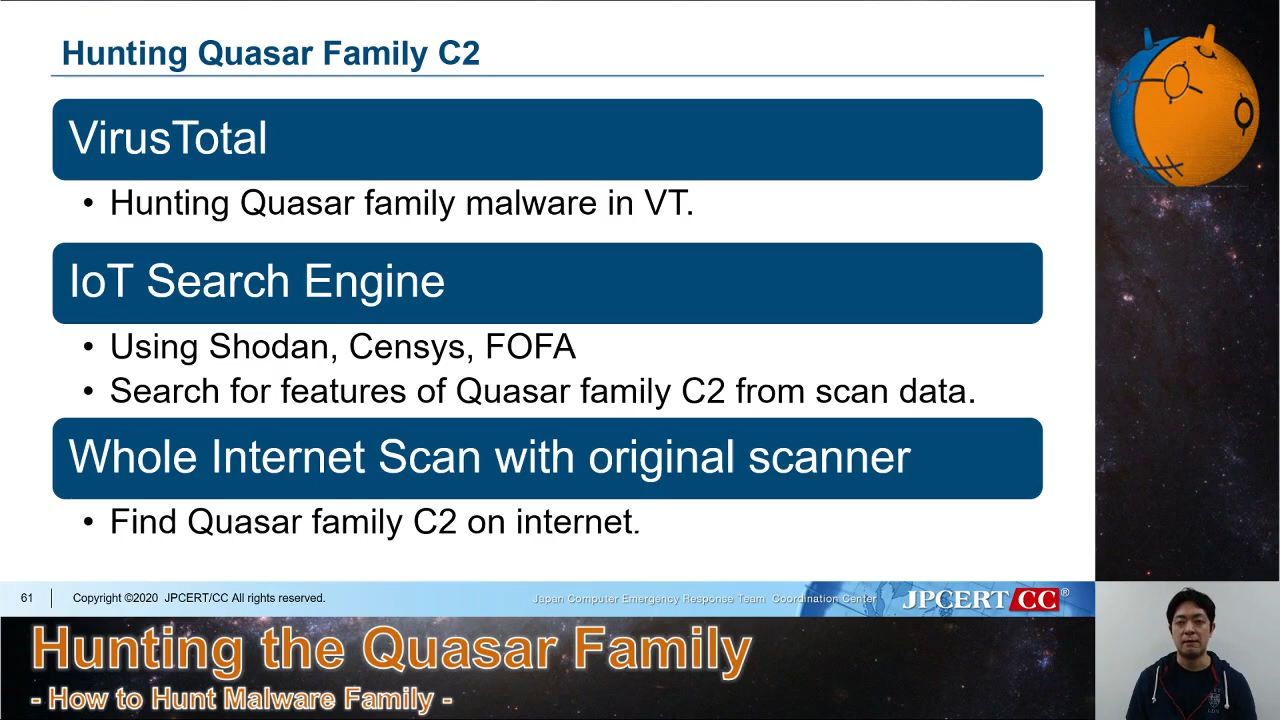 Hunting Quasar Family C2
VirusTotal
• Hunting Quasar family malware in VT.
IoT Search Engine
• Using Shodan, Censys, FOFA
• Search for features of Quasar family C2 from scan data.
Whole Internet Scan with original scanner
• Find Quasar family C2 on internet.
61
Copyright ©2020 JPCERT/CC All rights reserved.
Japan Computer Emergency Response Team Coordination Center
JPCERT CC®
Hunting the Quasar Family
- How to Hunt Malware Family -